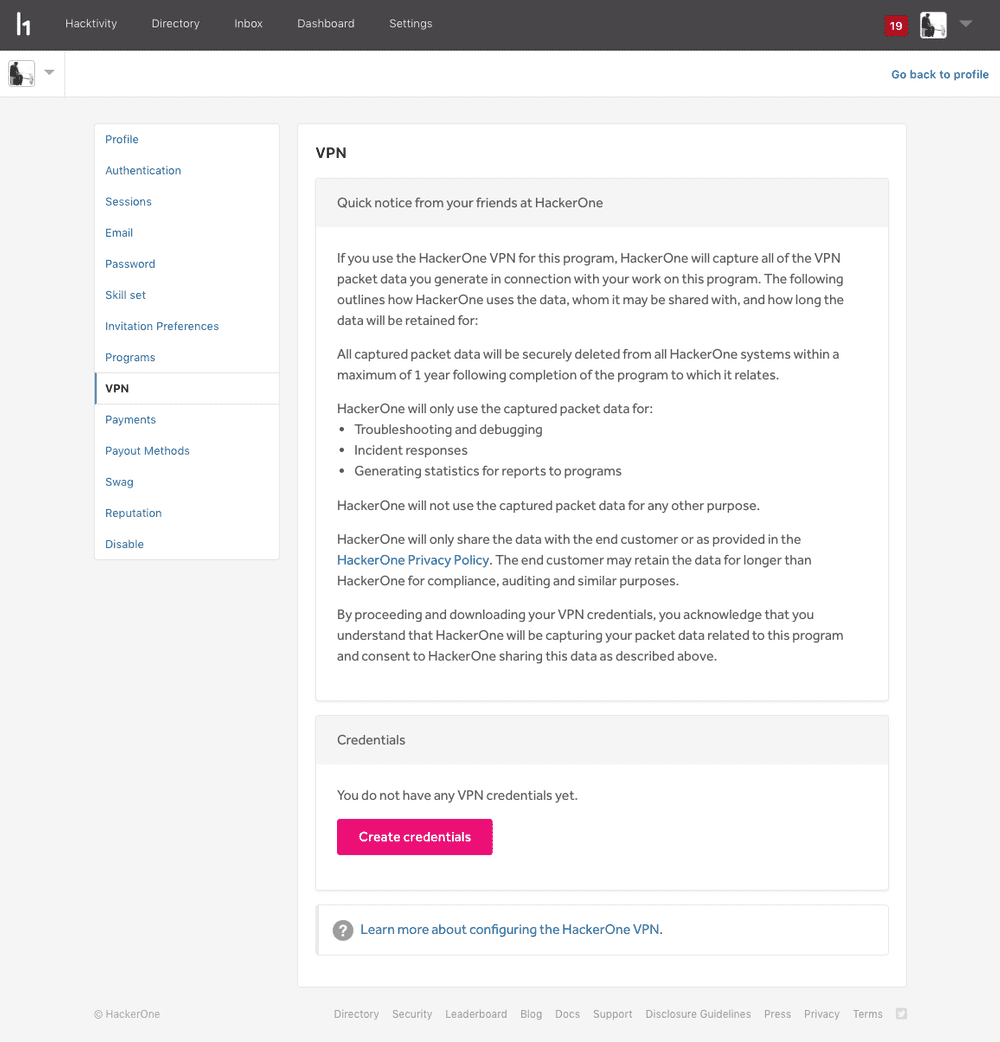 Hacktivity
Directory
Inbox
Dashboard
Settings
19
Go back to profile
Profile
Authentication
Sessions
Email
Password
Skill set
Invitation Preferences
Programs
VPN
Payments
Payout Methods
Swag
Reputation
Disable
VPN
Quick notice from your friends at HackerOne
If you use the HackerOne VPN for this program, HackerOne will capture all of the VPN
packet data you generate in connection with your work on this program. The following
outlines how HackerOne uses the data, whom it may be shared with, and how long the
data will be retained for:
All captured packet data will be securely deleted from all HackerOne systems within a
maximum of 1 year following completion of the program to which it relates.
HackerOne will only use the captured packet data for:
• Troubleshooting and debugging
• Incident responses
• Generating statistics for reports to programs
HackerOne will not use the captured packet data for any other purpose.
HackerOne will only share the data with the end customer or as provided in the
HackerOne Privacy Policy. The end customer may retain the data for longer than
HackerOne for compliance, auditing and similar purposes.
By proceeding and downloading your VPN credentials, you acknowledge that you
understand that HackerOne will be capturing your packet data related to this program
and consent to HackerOne sharing this data as described above.
Credentials
You do not have any VPN credentials yet.
Create credentials
? Learn more about configuring the HackerOne VPN.
© HackerOne
Directory Security Leaderboard Blog Docs Support Disclosure Guidelines Press Privacy Terms